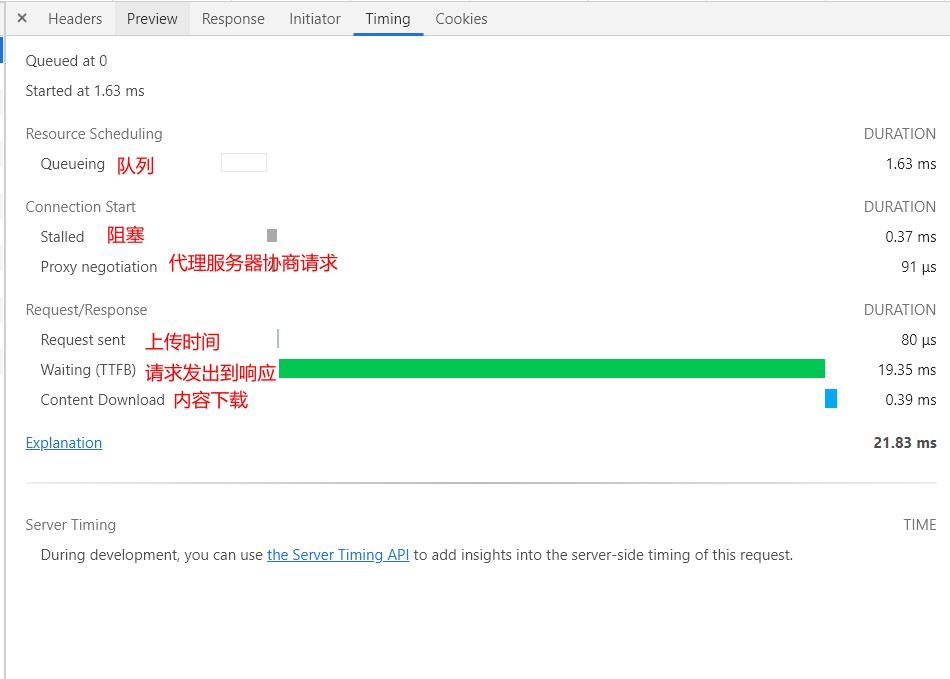 ✕ Headers Preview Response Initiator Timing Cookies
Queued at 0
Started at 1.63 ms
Resource Scheduling DURATION
Queueing 队列 1.63 ms
Connection Start DURATION
Stalled 阻塞 0.37 ms
Proxy negotiation 代理服务器协商请求 91 μs
Request/Response DURATION
Request sent 上传时间 80 μs
Waiting (TTFB) 请求发出到响应 19.35 ms
Content Download 内容下载 0.39 ms
Explanation 21.83 ms
Server Timing TIME
During development, you can use the Server Timing API to add insights into the server-side timing of this request.